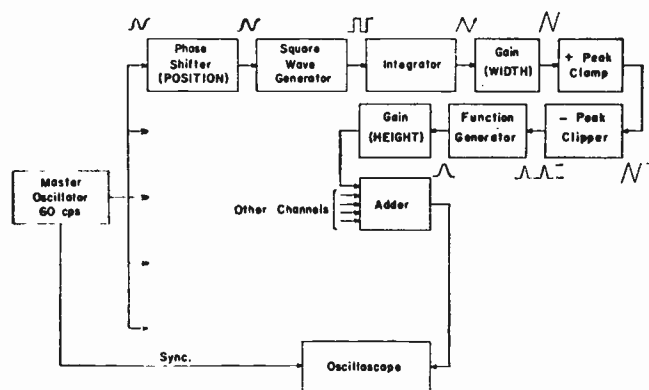 Phase
Shifter
(POSITION)
Square
Wave
Generator
Integrator
Gain
(WIDTH)
+ Peak
Clamp
Gain
(HEIGHT)
Function
Generator
- Peak
Clipper
Master
Oscillator
60 cps
Other Channels
Adder
Sync.
Oscilloscope